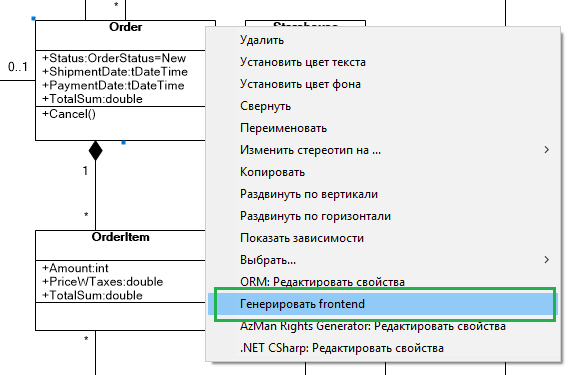 Order
0..1
+Status:OrderStatus=New
+ShipmentDate:tDateTime
+PaymentDate:tDateTime
+TotalSum:double
+Cancel()
1
*
OrderItem
+Amount:int
+PriceWTaxes:double
+TotalSum:double
*
*
Удалить
Установить цвет текста
Установить цвет фона
Свернуть
Переименовать
Изменить стереотип на ...
Копировать
Раздвинуть по вертикали
Раздвинуть по горизонтали
Показать зависимости
Выбрать...
ORM: Редактировать свойства
Генерировать frontend
AzMan Rights Generator: Редактировать свойства
.NET CSharp: Редактировать свойства